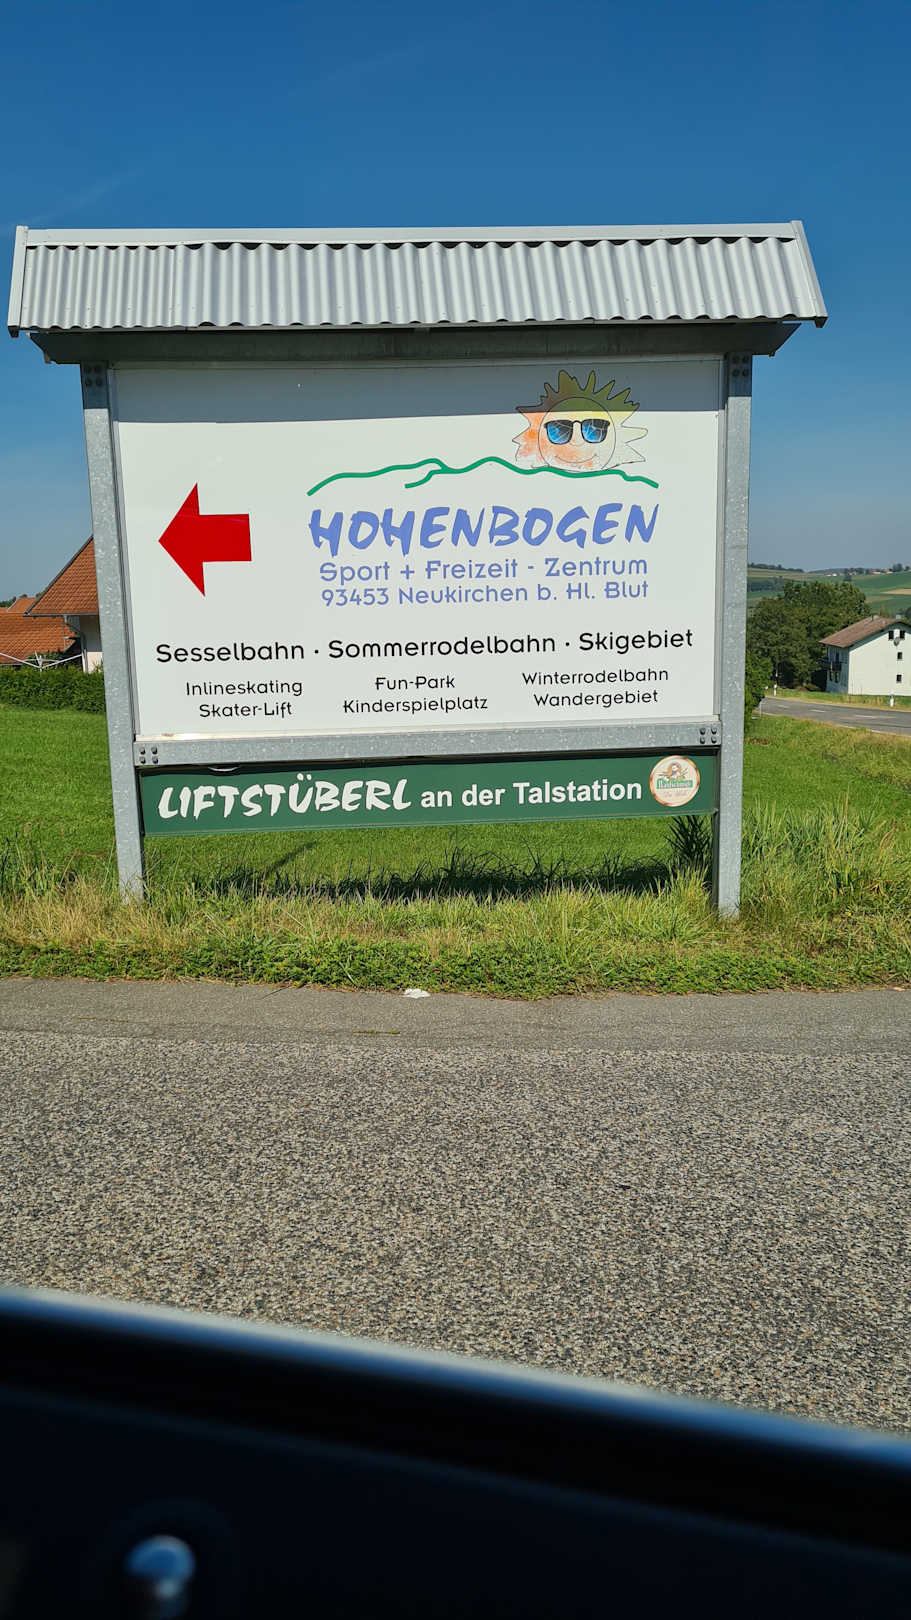 HOHENBOGEN
Sport + Freizeit - Zentrum
93453 Neukirchen b. Hl. Blut
Sesselbahn · Sommerrodelbahn · Skigebiet
Inlineskating
Skater-Lift
Fun-Park
Kinderspielplatz
Winterrodelbahn
Wandergebiet
LIFTSTÜBERL an der Talstation